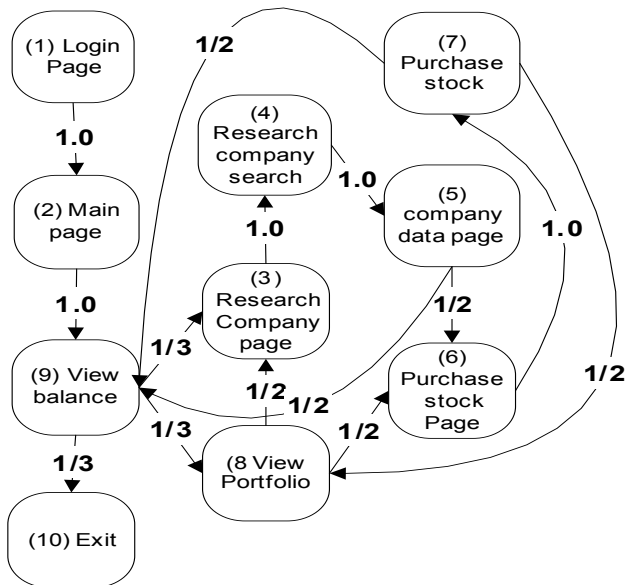 (1) Login
Page
1.0
(2) Main
page
1.0
(9) View
balance
1/3
(10) Exit
1/2
(7)
Purchase
stock
(4)
Research
company
search
1.0
(5)
company
data page
1.0
1.0
(3)
Research
Company
page
1/3
1/2
(6)
Purchase
stock
Page
1/2
1/2
1/2
1/3
1/2
(8 View
Portfolio